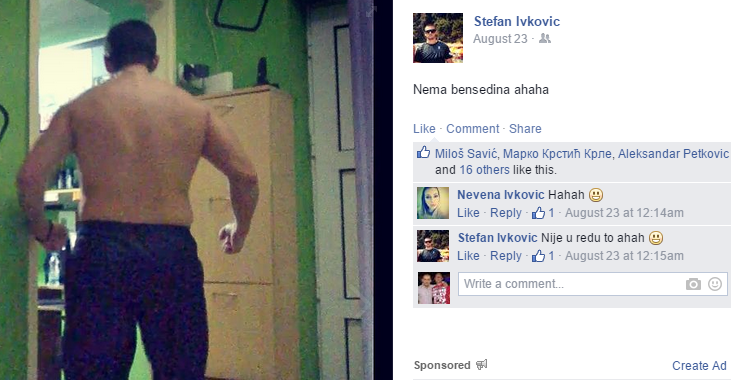 Stefan Ivkovic
August 23 ·
Nema bensedina ahaha
Like · Comment · Share
Miloš Savić, Марко Крстић Крле, Aleksandar Petkovic
and 16 others like this.
Nevena Ivkovic Hahah
Like · Reply · 1 · August 23 at 12:14am
Stefan Ivkovic Nije u redu to ahah
Like · Reply · 1 · August 23 at 12:15am
Write a comment...
Sponsored
Create Ad